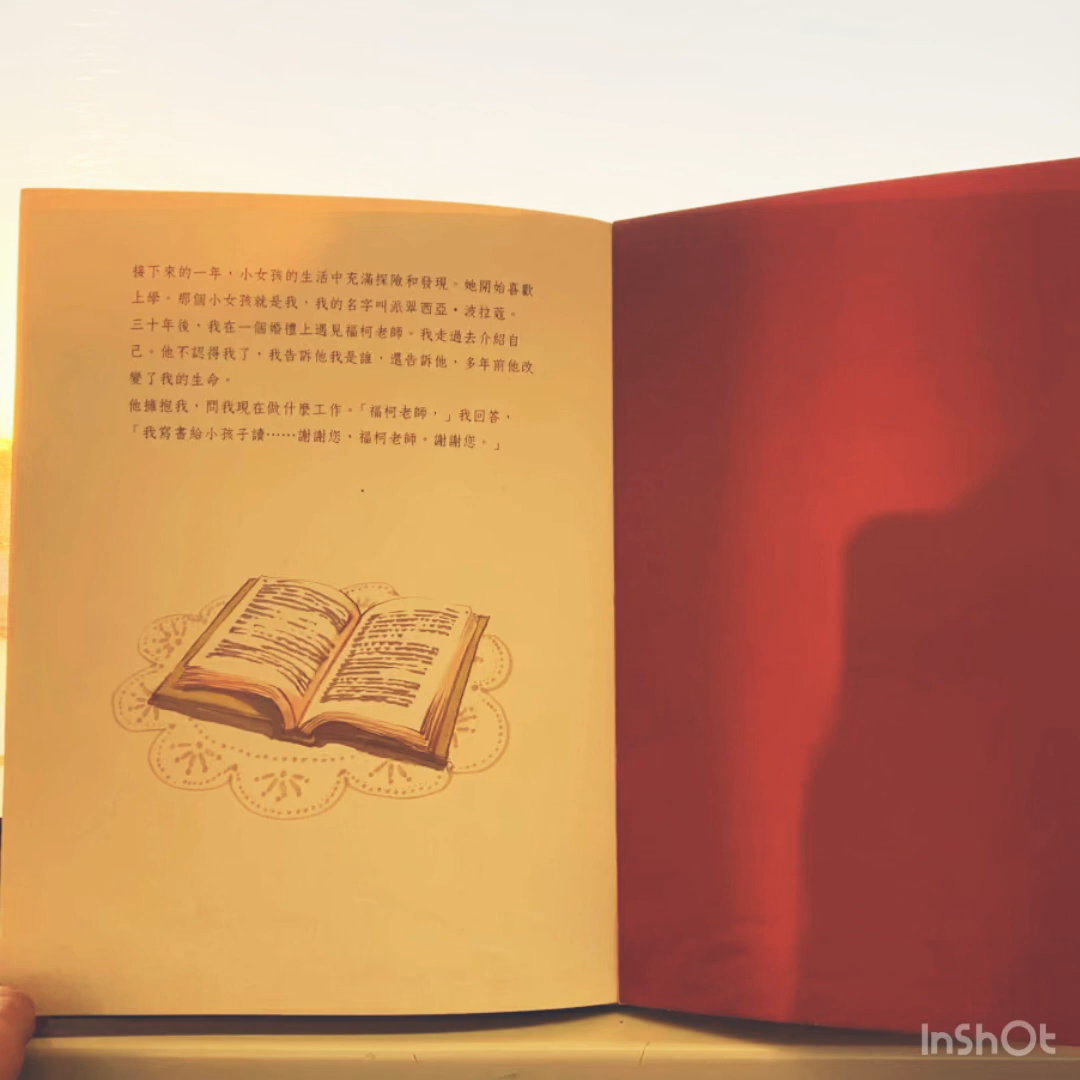 接下來的一年，小女孩的生活中充滿探險和發現。她開始喜歡
上學。那個小女孩就是我，我的名字叫派翠西亞•波拉蔻。
三十年後，我在一個婚禮上遇見福柯老師。我走過去介紹自
己。他不認得我了，我告訴他我是誰，還告訴他，多年前他改
變了我的生命。
他擁抱我，問我現在做什麼工作。「福柯老師，」我回答，
「我寫書給小孩子讀……謝謝您，福柯老師。謝謝您。」
InShOt